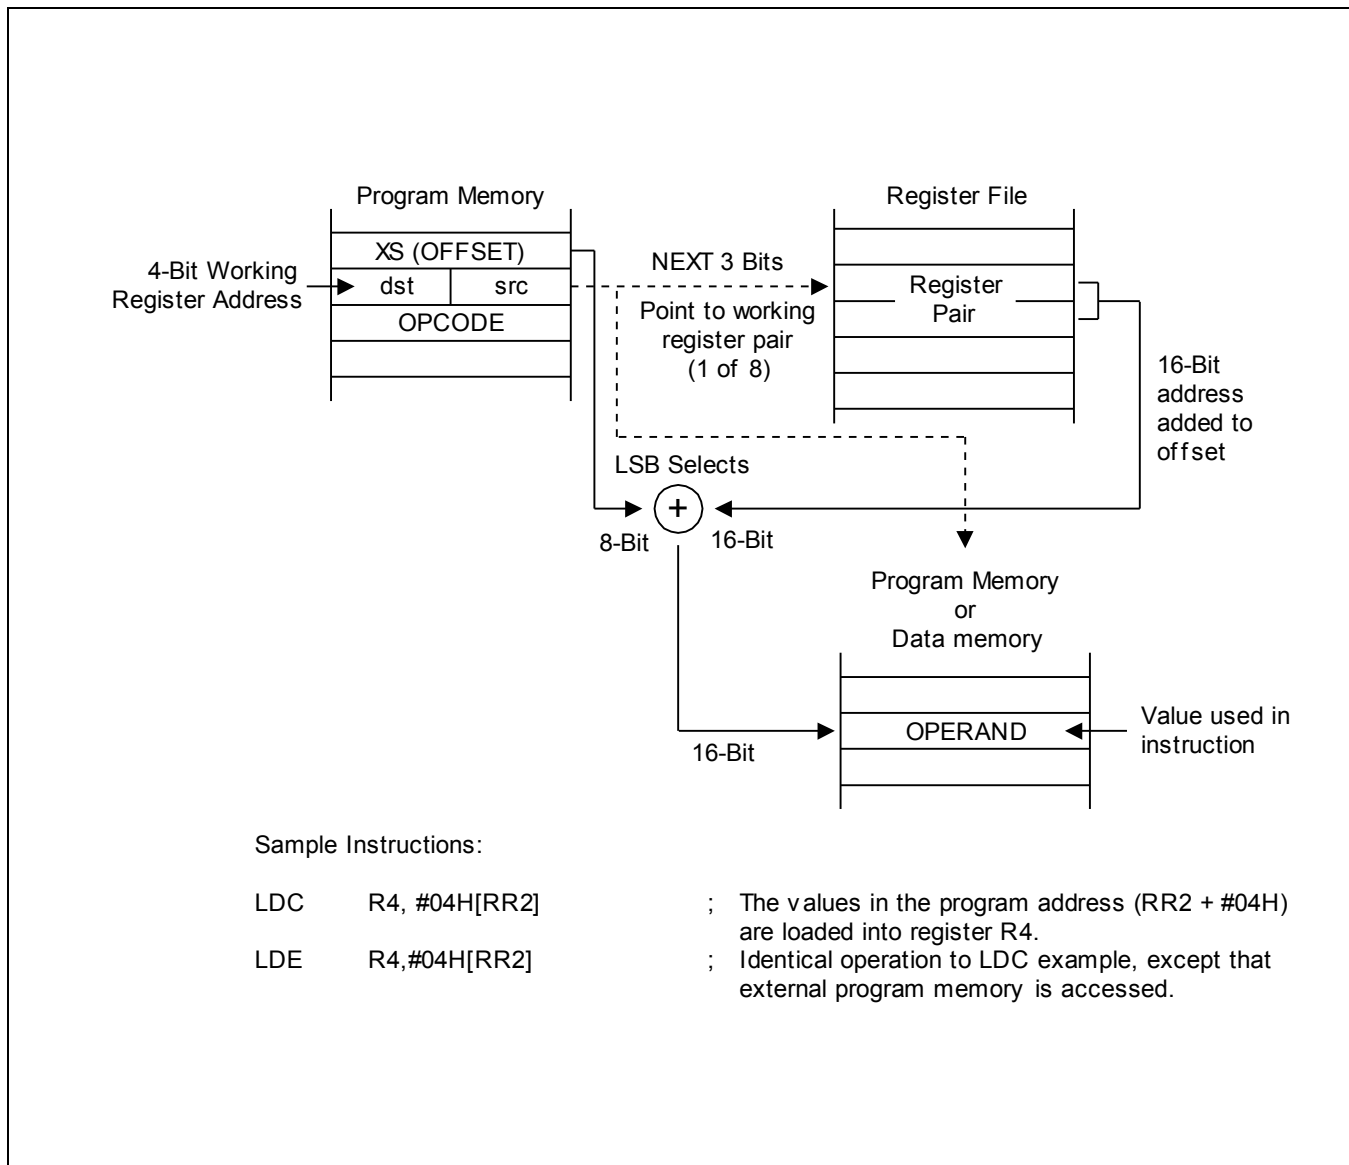 Program Memory
XS (OFFSET)
dst src
OPCODE
4-Bit Working
Register Address
NEXT 3 Bits
Point to working
register pair
(1 of 8)
Register File
Register
Pair
16-Bit
address
added to
offset
LSB Selects
+
8-Bit
16-Bit
Program Memory
or
Data memory
OPERAND
16-Bit
Value used in
instruction
Sample Instructions:
LDC R4, #04H[RR2] ; The values in the program address (RR2 + #04H)
are loaded into register R4.
LDE R4,#04H[RR2] ; Identical operation to LDC example, except that
external program memory is accessed.